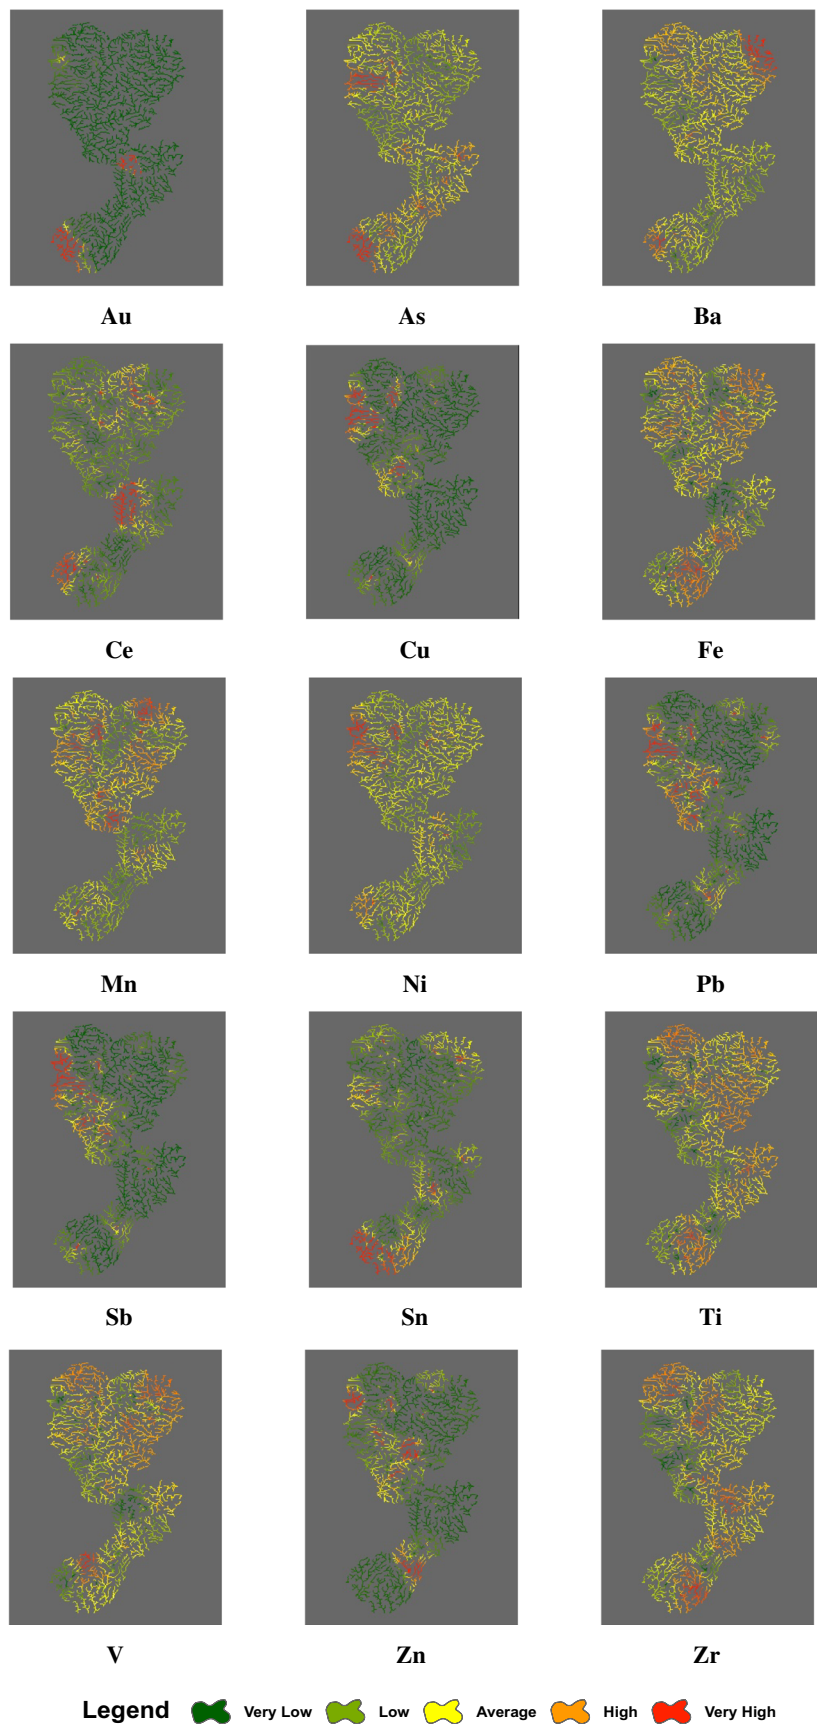 Au As Ba
Ce Cu Fe
Mn Ni Pb
Sb Sn Ti
V Zn Zr
Legend Very Low Low Average High Very High